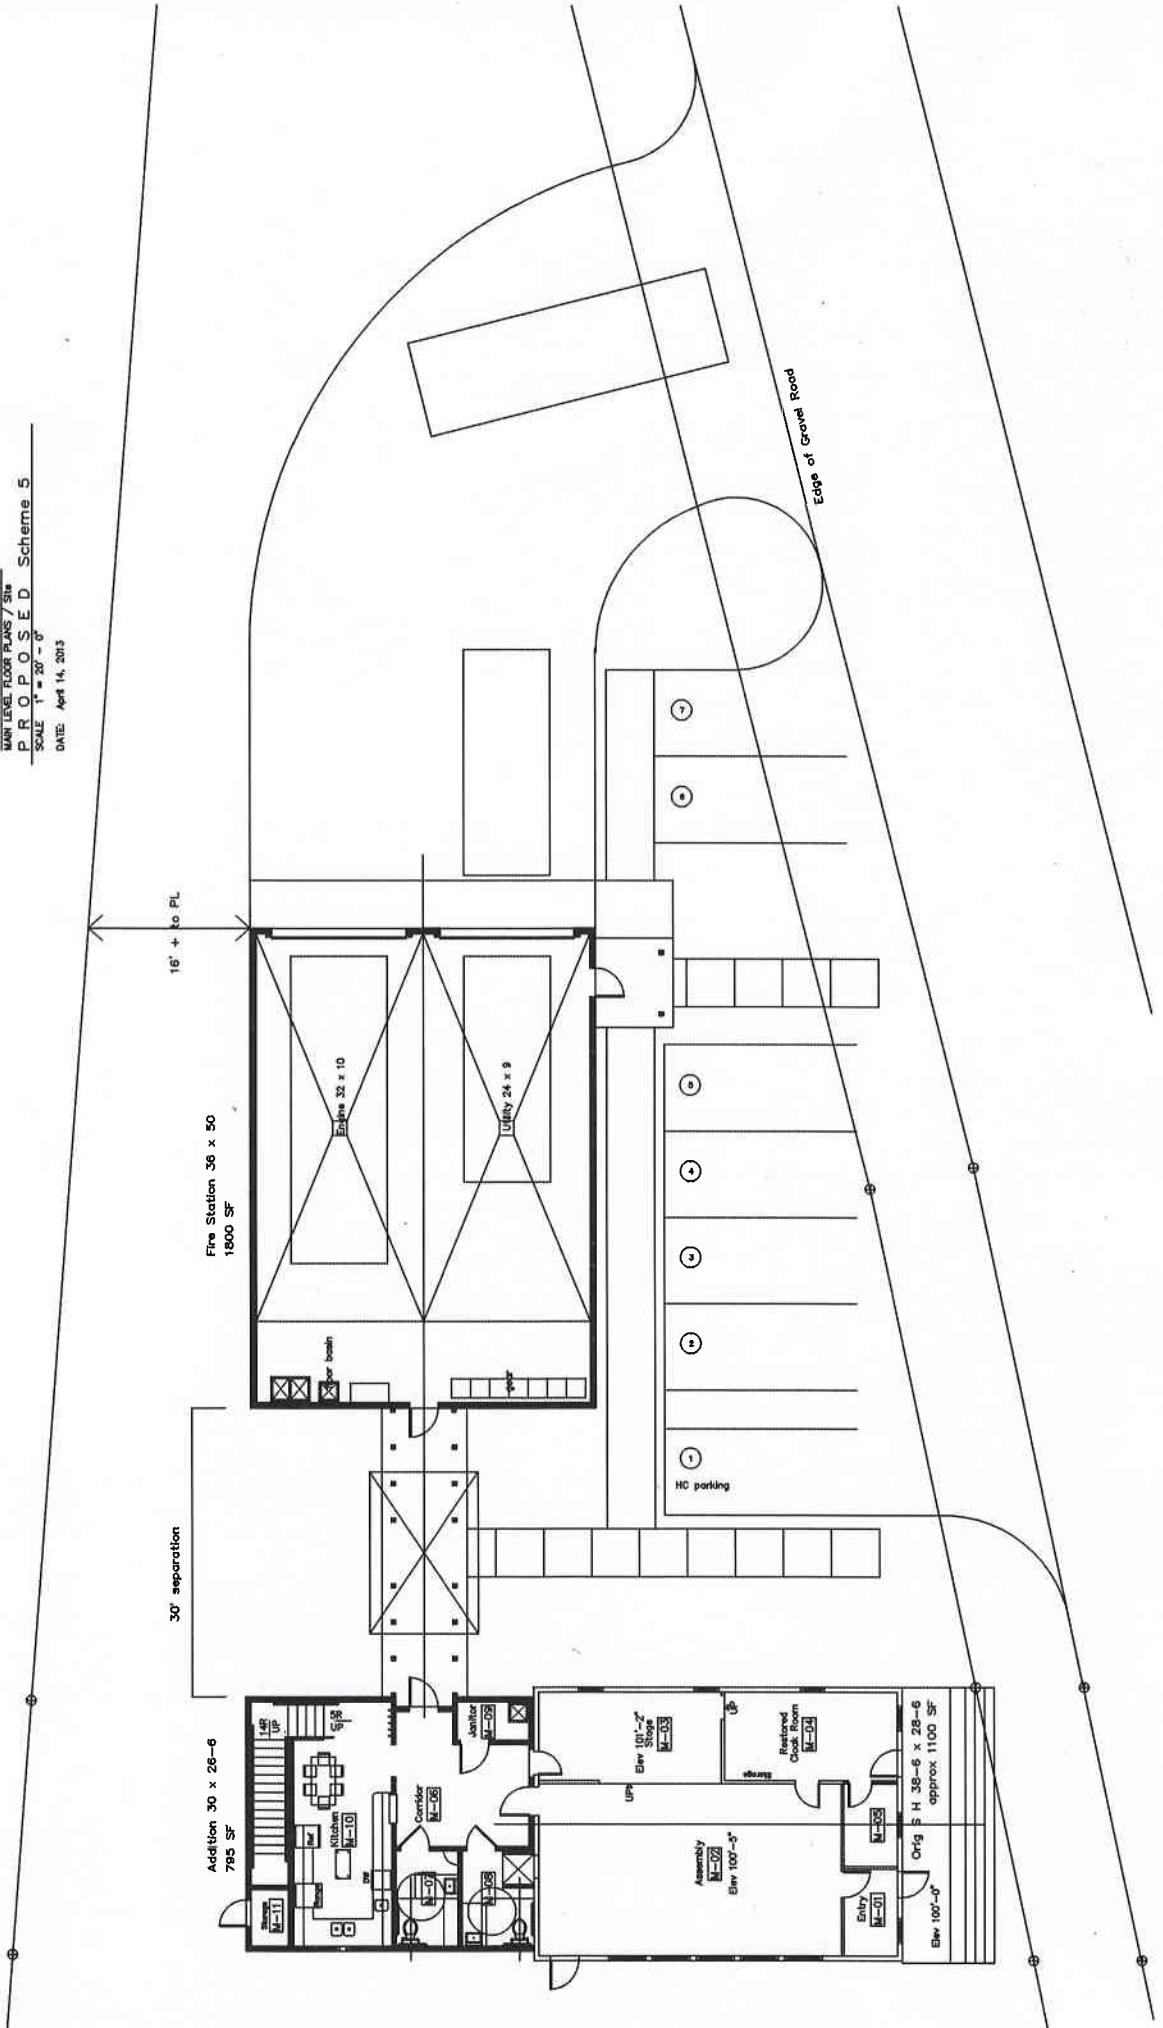 MAIN LEVEL FLOOR PLANS / Site
PROPOSED Scheme 5
SCALE 1" = 20' - 0"
DATE: April 14, 2013
16' + to PL
Edge of Gravel Road
Fire Station 36 x 50
1800 SF
Engine 32 x 10
Utility 24 x 9
basin
gear
7
6
5
4
3
2
1
HC parking
30' separation
Addition 30 x 26-6
795 SF
14R
UP
Kitchen
M-10
Ref
Range
DW
Storage
M-11
Corridor
M-06
M-07
M-08
Janitor
M-09
Elev 101'-2"
Stage
M-03
UP
UP
Restored
Cloak Room
M-04
Storage
Assembly
M-02
Elev 100'-5"
M-05
Entry
M-01
Orig S H 38-6 x 28-6
approx 1100 SF
Elev 100'-0"